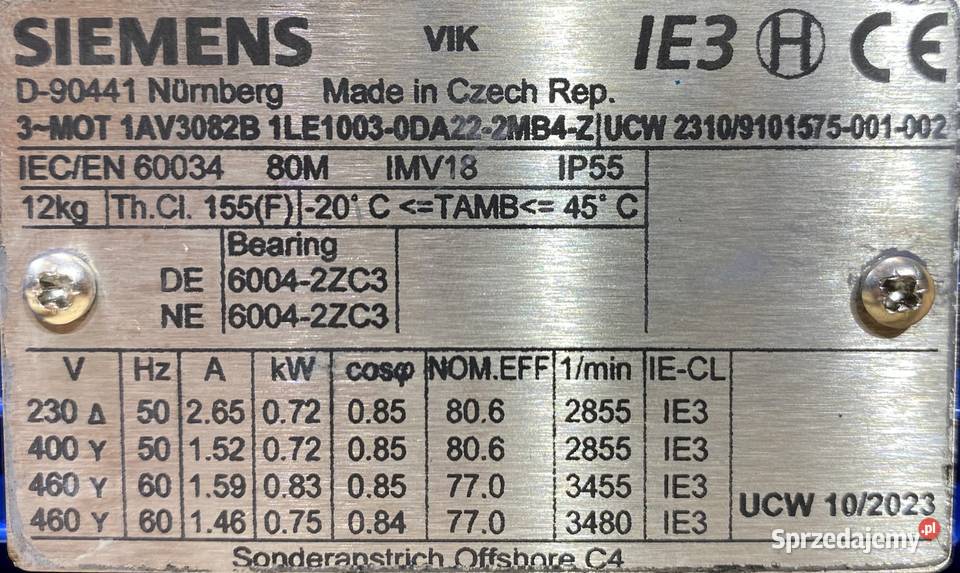 SIEMENS VIK IE3 H CE
D-90441 Nürnberg Made in Czech Rep.
3~MOT 1AV3082B 1LE1003-0DA22-2MB4-Z UCW 2310/9101575-001-002
IEC/EN 60034 80M IMV18 IP55
12kg Th.Cl. 155(F) -20° C <=TAMB<= 45° C
Bearing
DE 6004-2ZC3
NE 6004-2ZC3
V Hz A kW cosφ NOM.EFF 1/min IE-CL
230 Δ 50 2.65 0.72 0.85 80.6 2855 IE3
400 Y 50 1.52 0.72 0.85 80.6 2855 IE3
460 Y 60 1.59 0.83 0.85 77.0 3455 IE3
460 Y 60 1.46 0.75 0.84 77.0 3480 IE3
UCW 10/2023
Sonderanstrich Offshore C4
Sprzedajemy.pl